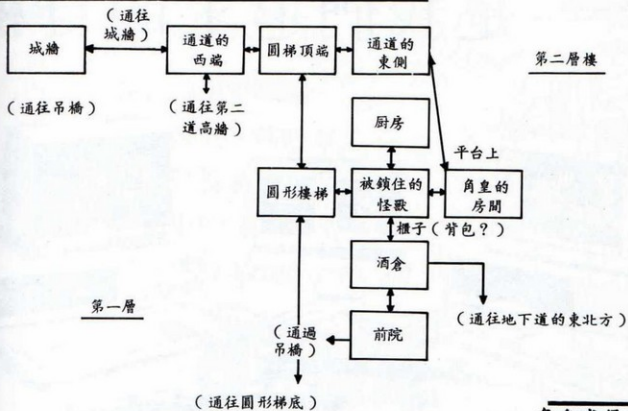 （通往
城牆）
城牆
通道的
西端
圓梯頂端
通道的
東側
第二層樓
（通往吊橋）
（通往第二
道高牆）
廚房
平台上
圓形樓梯
被鎖住的
怪獸
角皇的
房間
櫃子（背包？）
酒倉
第一層
（通往地下道的東北方）
（通過
吊橋）
前院
（通往圓形梯底）